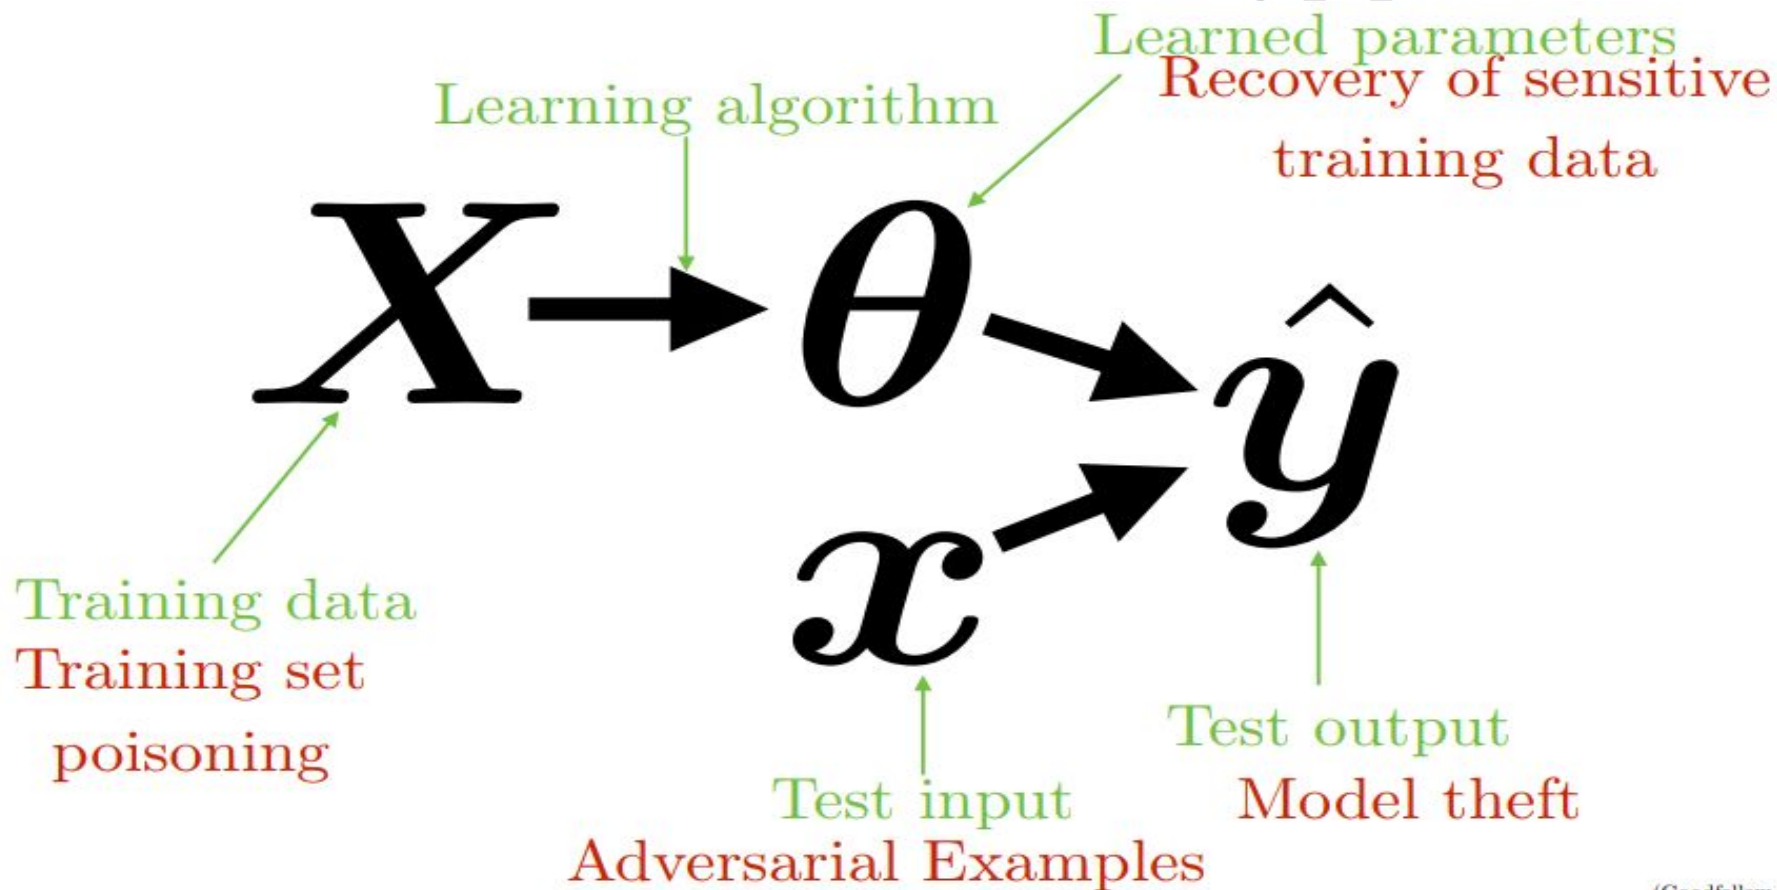 Learned parameters
Recovery of sensitive
training data
Learning algorithm
X
θ
ŷ
x
Training data
Training set
poisoning
Test output
Model theft
Test input
Adversarial Examples